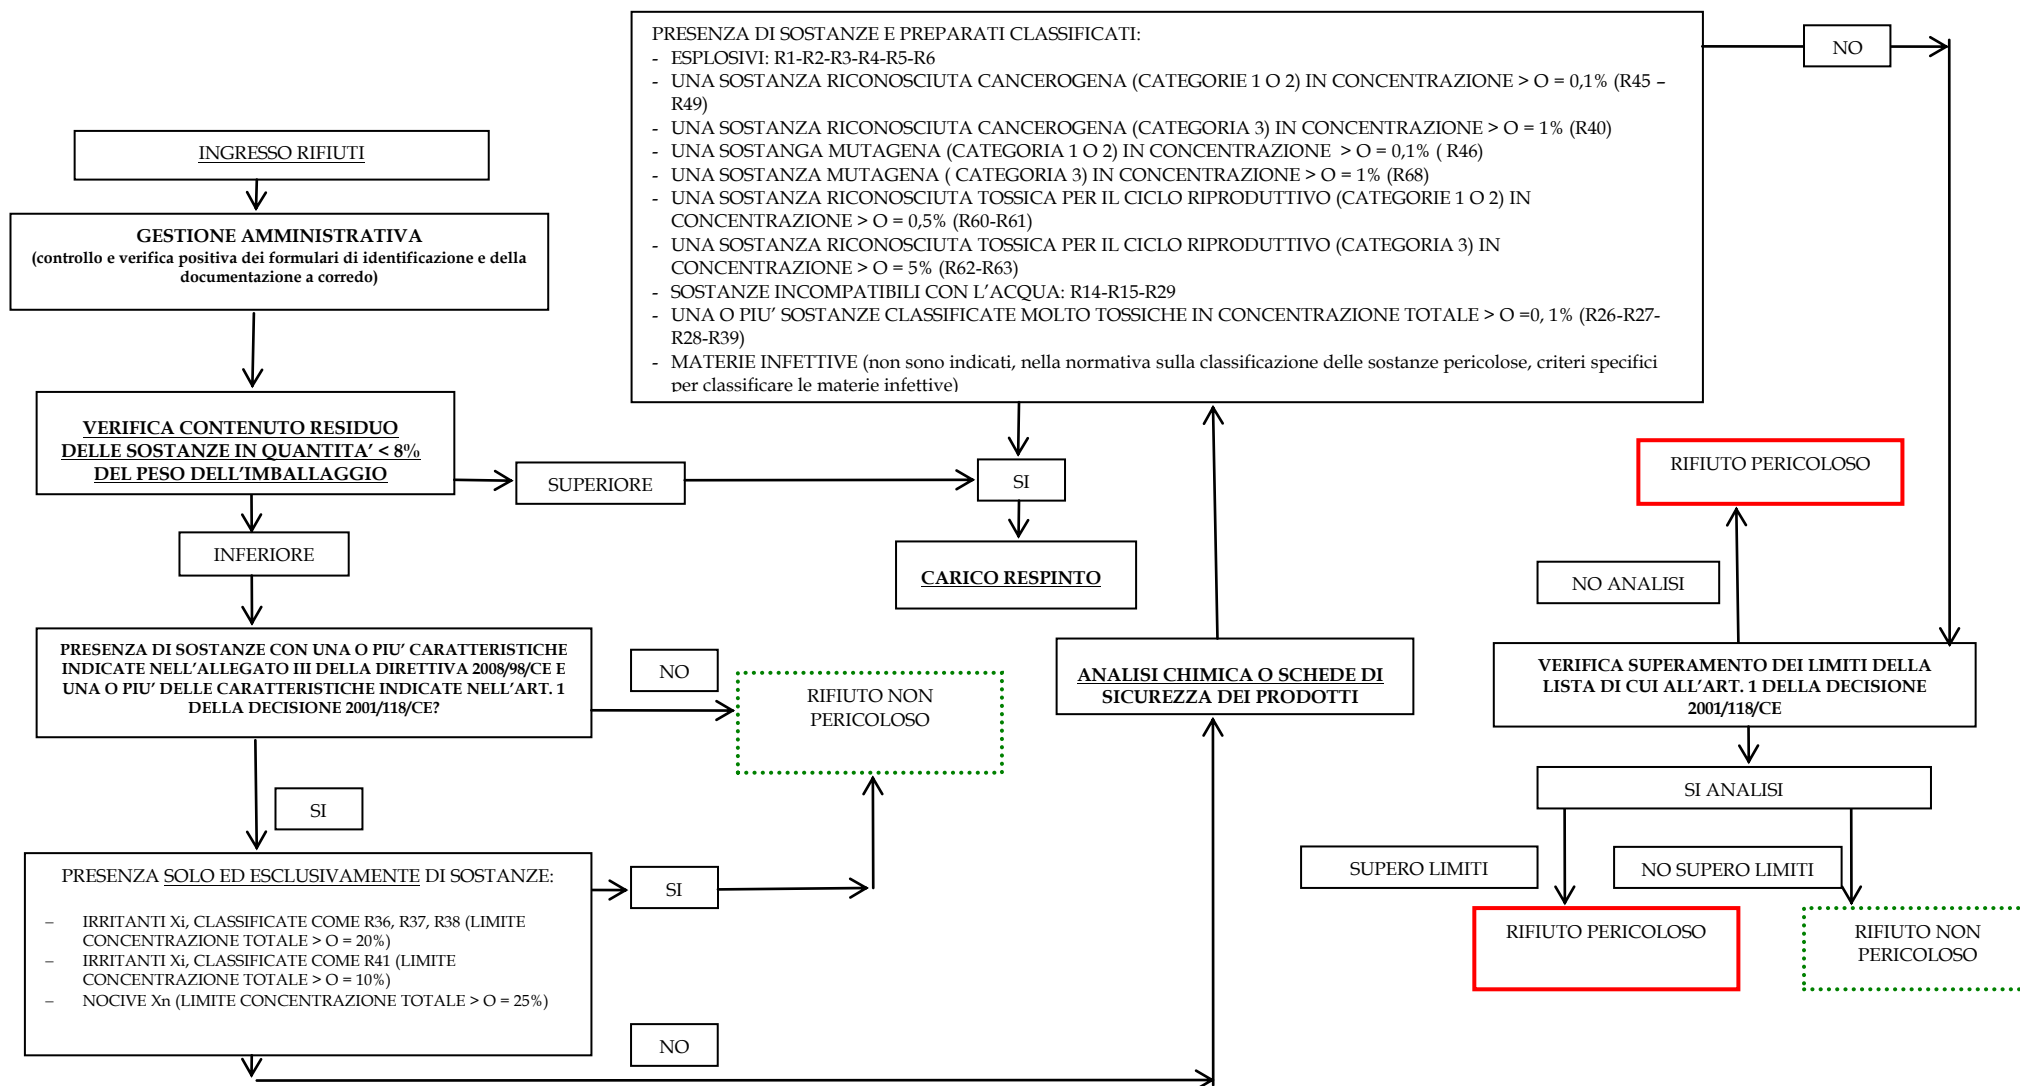 PRESENZA DI SOSTANZE E PREPARATI CLASSIFICATI:
- ESPLOSIVI: R1-R2-R3-R4-R5-R6
- UNA SOSTANZA RICONOSCIUTA CANCEROGENA (CATEGORIE 1 O 2) IN CONCENTRAZIONE > O = 0,1% (R45 –
R49)
- UNA SOSTANZA RICONOSCIUTA CANCEROGENA (CATEGORIA 3) IN CONCENTRAZIONE > O = 1% (R40)
- UNA SOSTANGA MUTAGENA (CATEGORIA 1 O 2) IN CONCENTRAZIONE > O = 0,1% ( R46)
- UNA SOSTANZA MUTAGENA ( CATEGORIA 3) IN CONCENTRAZIONE > O = 1% (R68)
- UNA SOSTANZA RICONOSCIUTA TOSSICA PER IL CICLO RIPRODUTTIVO (CATEGORIE 1 O 2) IN
CONCENTRAZIONE > O = 0,5% (R60-R61)
- UNA SOSTANZA RICONOSCIUTA TOSSICA PER IL CICLO RIPRODUTTIVO (CATEGORIA 3) IN
CONCENTRAZIONE > O = 5% (R62-R63)
- SOSTANZE INCOMPATIBILI CON L'ACQUA: R14-R15-R29
- UNA O PIU' SOSTANZE CLASSIFICATE MOLTO TOSSICHE IN CONCENTRAZIONE TOTALE > O =0, 1% (R26-R27-
R28-R39)
- MATERIE INFETTIVE (non sono indicati, nella normativa sulla classificazione delle sostanze pericolose, criteri specifici
per classificare le materie infettive)
NO
INGRESSO RIFIUTI
GESTIONE AMMINISTRATIVA
(controllo e verifica positiva dei formulari di identificazione e della
documentazione a corredo)
VERIFICA CONTENUTO RESIDUO
DELLE SOSTANZE IN QUANTITA' < 8%
DEL PESO DELL'IMBALLAGGIO
SUPERIORE
SI
RIFIUTO PERICOLOSO
INFERIORE
CARICO RESPINTO
NO ANALISI
PRESENZA DI SOSTANZE CON UNA O PIU' CARATTERISTICHE
INDICATE NELL'ALLEGATO III DELLA DIRETTIVA 2008/98/CE E
UNA O PIU' DELLE CARATTERISTICHE INDICATE NELL'ART. 1
DELLA DECISIONE 2001/118/CE?
NO
RIFIUTO NON
PERICOLOSO
ANALISI CHIMICA O SCHEDE DI
SICUREZZA DEI PRODOTTI
VERIFICA SUPERAMENTO DEI LIMITI DELLA
LISTA DI CUI ALL'ART. 1 DELLA DECISIONE
2001/118/CE
SI
SI ANALISI
PRESENZA SOLO ED ESCLUSIVAMENTE DI SOSTANZE:
– IRRITANTI Xi, CLASSIFICATE COME R36, R37, R38 (LIMITE
CONCENTRAZIONE TOTALE > O = 20%)
– IRRITANTI Xi, CLASSIFICATE COME R41 (LIMITE
CONCENTRAZIONE TOTALE > O = 10%)
– NOCIVE Xn (LIMITE CONCENTRAZIONE TOTALE > O = 25%)
SI
SUPERO LIMITI
NO SUPERO LIMITI
RIFIUTO PERICOLOSO
RIFIUTO NON
PERICOLOSO
NO